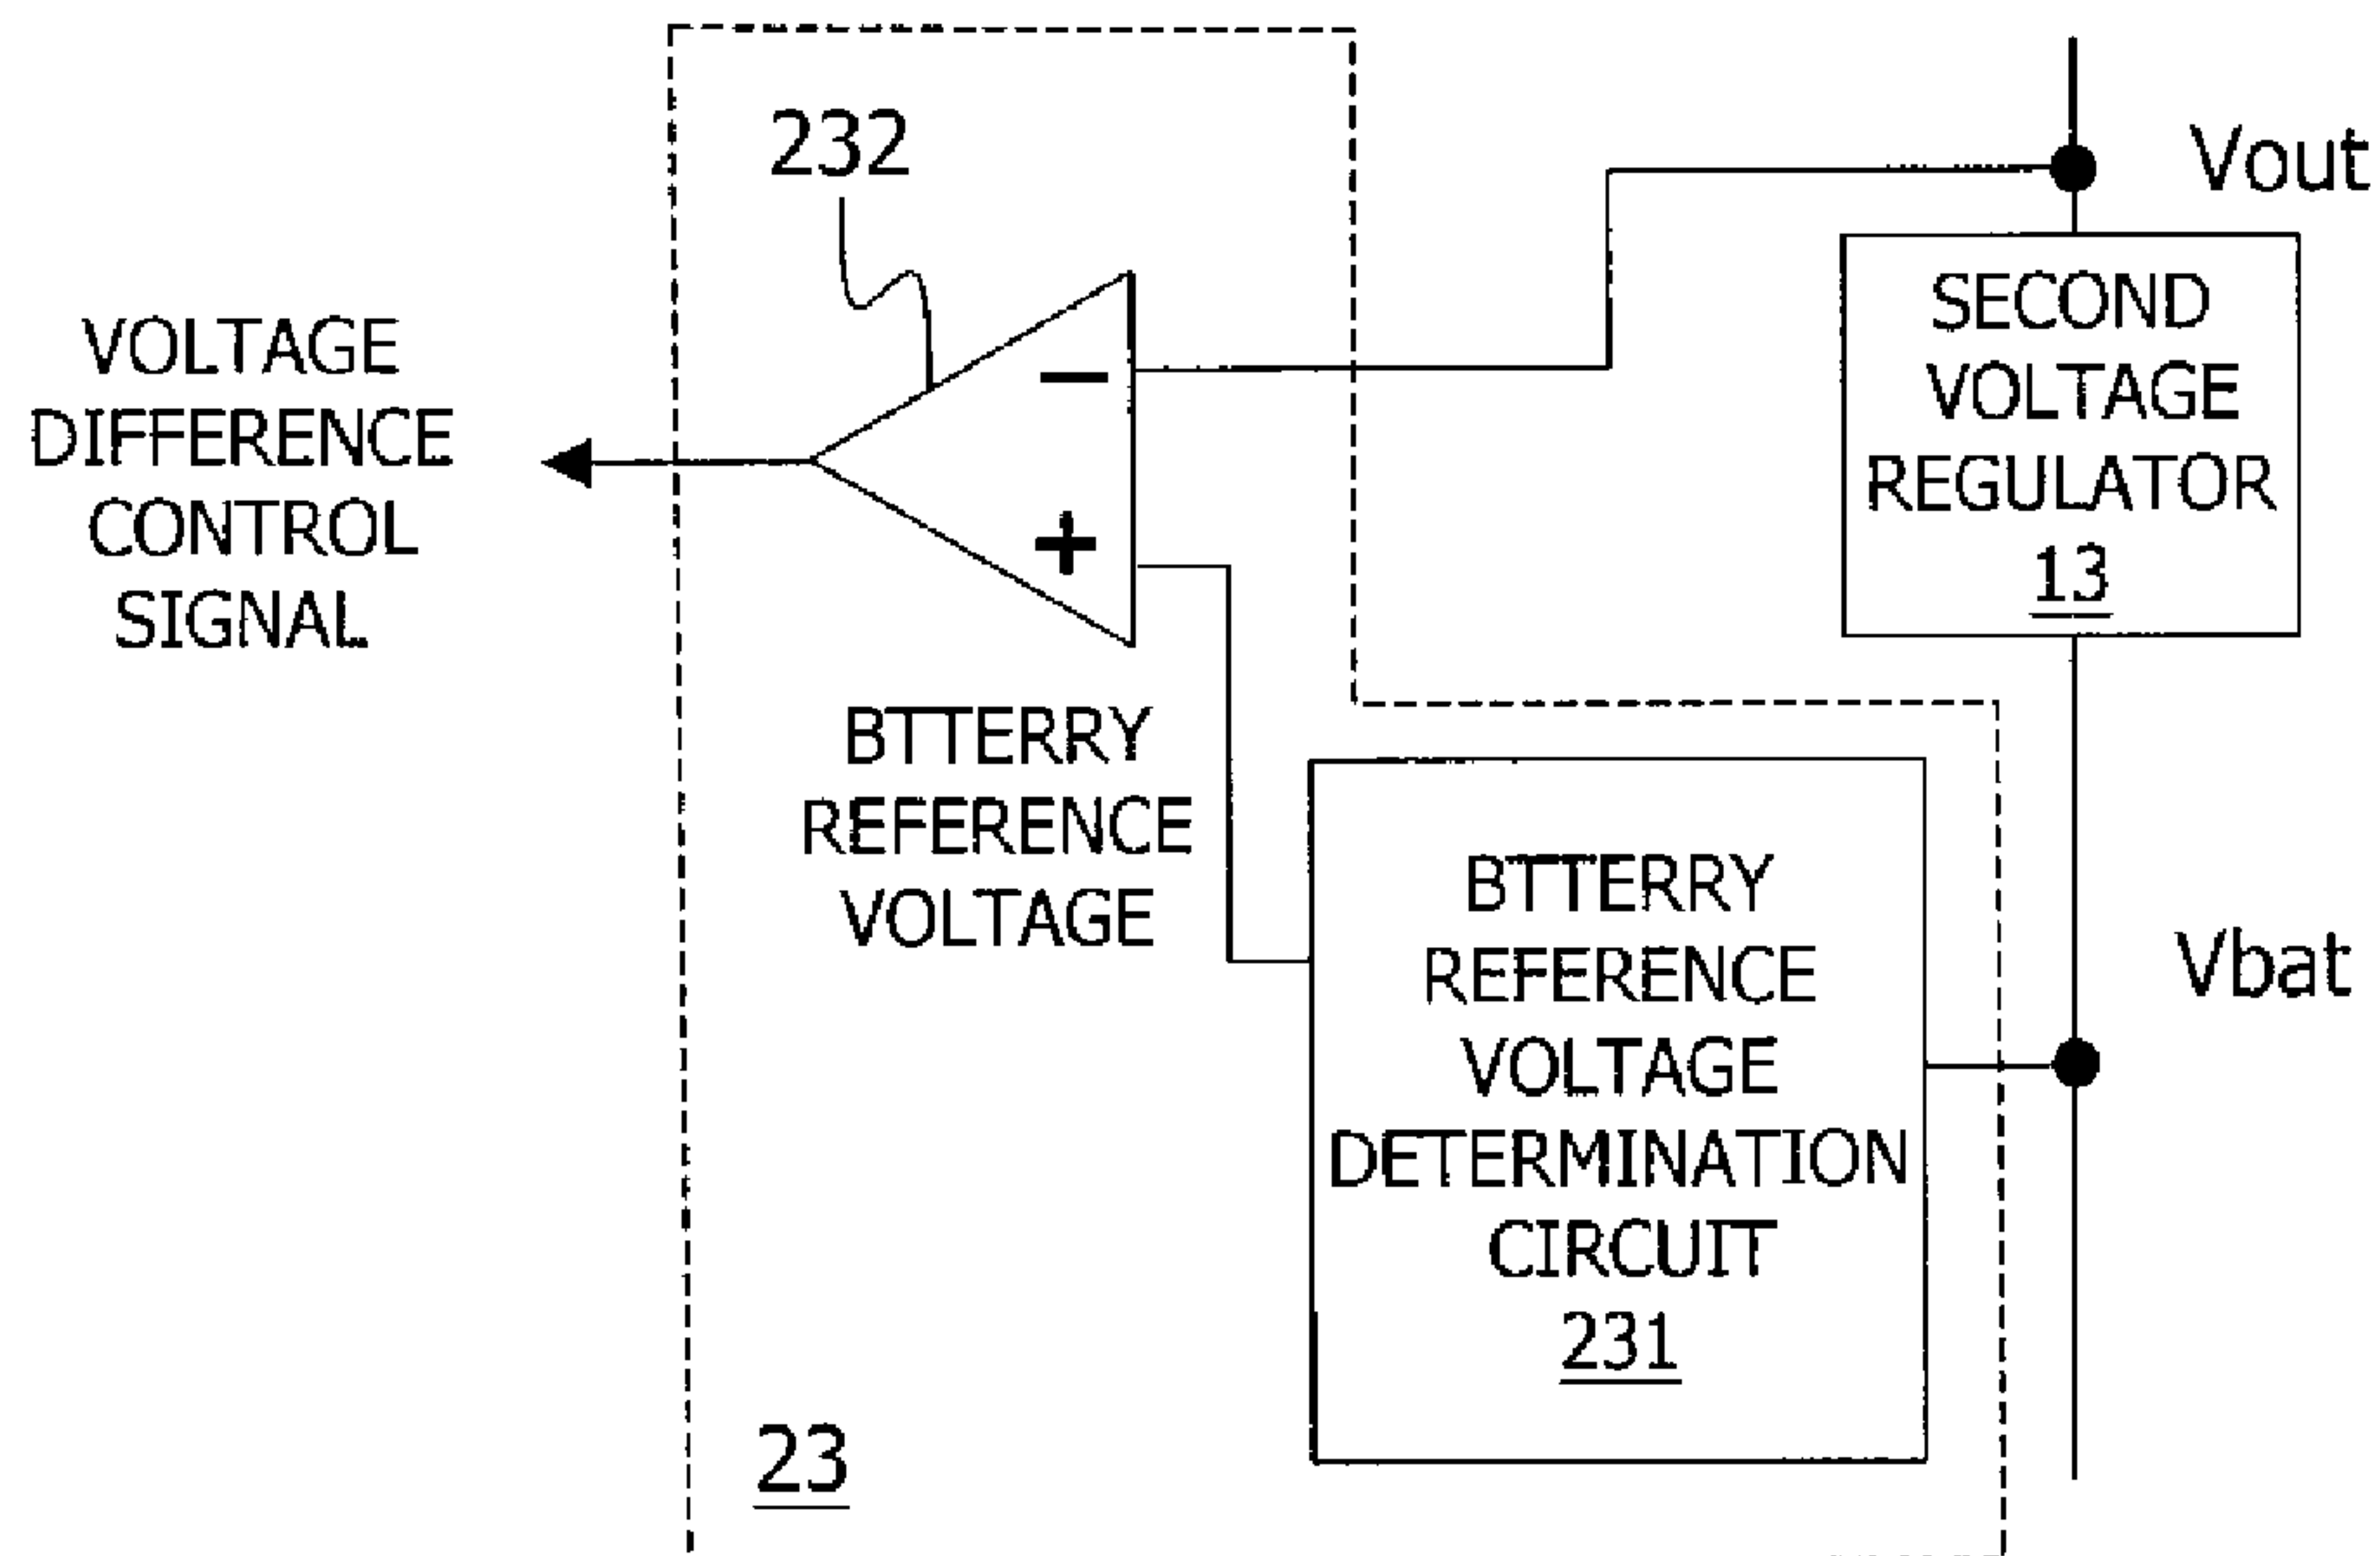 232
Vout
VOLTAGE
DIFFERENCE
CONTROL
SIGNAL
−
+
SECOND
VOLTAGE
REGULATOR
13
BTTERRY
REFERENCE
VOLTAGE
BTTERRY
REFERENCE
VOLTAGE
DETERMINATION
CIRCUIT
231
Vbat
23